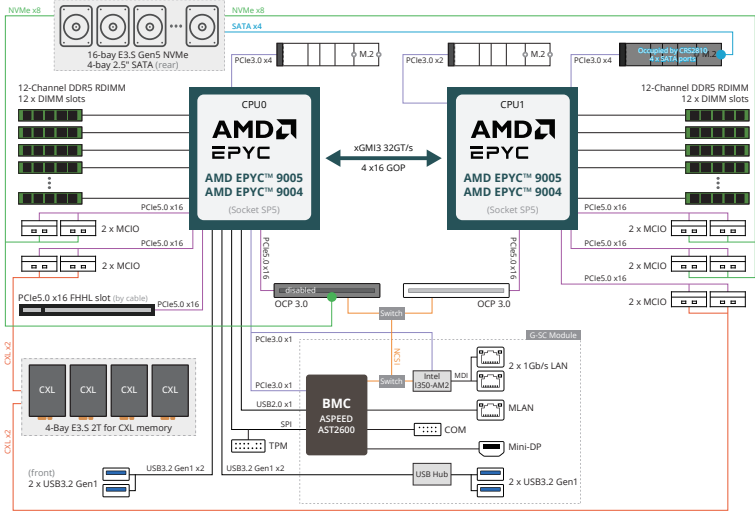 NVMe x8
NVMe x8
SATA x4
16-bay E3.S Gen5 NVMe
4-bay 2.5" SATA (rear)
PCIe3.0 x4
M.2
PCIe3.0 x2
M.2
PCIe3.0 x4
Occupied by CRS2810
4 x SATA ports
M.2
12-Channel DDR5 RDIMM
12 x DIMM slots
12-Channel DDR5 RDIMM
12 x DIMM slots
CPU0
AMD
EPYC
AMD EPYC™ 9005
AMD EPYC™ 9004
(Socket SP5)
xGMI3 32GT/s
4 x16 GOP
CPU1
AMD
EPYC
AMD EPYC™ 9005
AMD EPYC™ 9004
(Socket SP5)
PCIe5.0 x16
2 x MCIO
PCIe5.0 x16
2 x MCIO
PCIe5.0 x16
2 x MCIO
PCIe5.0 x16
2 x MCIO
PCIe5.0 x16
2 x MCIO
PCIe5.0 x16 FHHL slot (by cable)
PCIe5.0 x16
PCIe5.0 x16
PCIe5.0 x16
disabled
OCP 3.0
OCP 3.0
Switch
G-SC Module
PCIe3.0 x1
NCSI
CXL x2
CXL x2
CXL
CXL
CXL
CXL
4-Bay E3.S 2T for CXL memory
PCIe3.0 x1
Switch
Intel
I350-AM2
MDI
2 x 1Gb/s LAN
BMC
ASPEED
AST2600
USB2.0 x1
MLAN
SPI
TPM
COM
Mini-DP
(front)
2 x USB3.2 Gen1
USB3.2 Gen1 x2
USB3.2 Gen1 x2
USB Hub
2 x USB3.2 Gen1